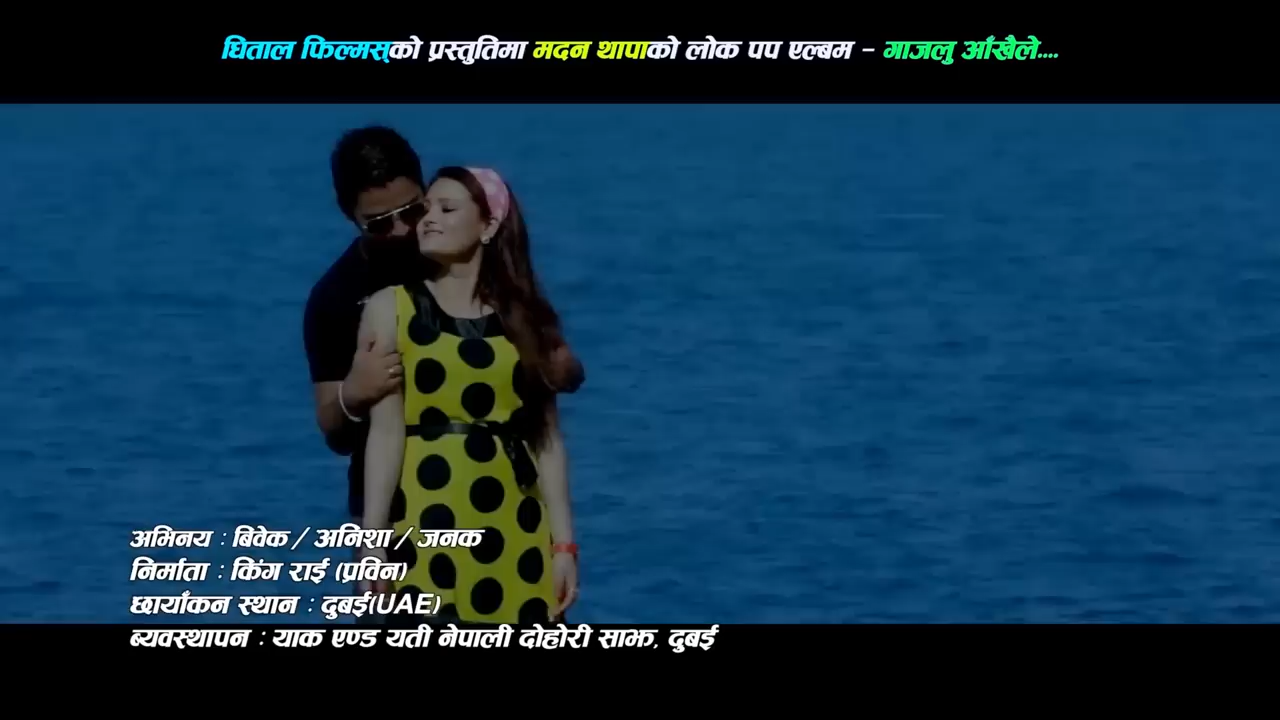 धिताल फिल्मस्‌को प्रस्तुतिमा मदन थापाको लोक पप एल्बम - गाजलु आँखैले....
अभिनय : बिवेक / अनिशा / जनक
निर्माता : किंग राई (प्रविन)
छायाँकन स्थान : दुबई(UAE)
ब्यवस्थापन : याक एण्ड यती नेपाली दोहोरी साझ, दुबई